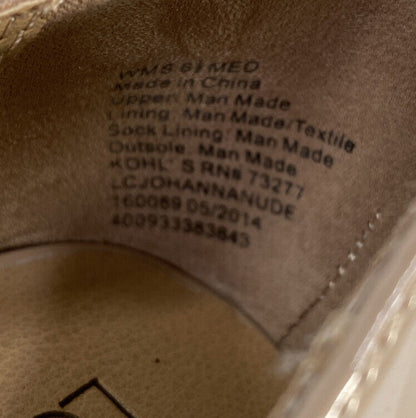 WMS 6½ MED
Made in China
Upper: Man Made
Lining: Man Made/Textile
Sock Lining: Man Made
Outsole: Man Made
KOHL'S RN# 73277
LCJOHANNANUDE
160089 05/2014
400933383843